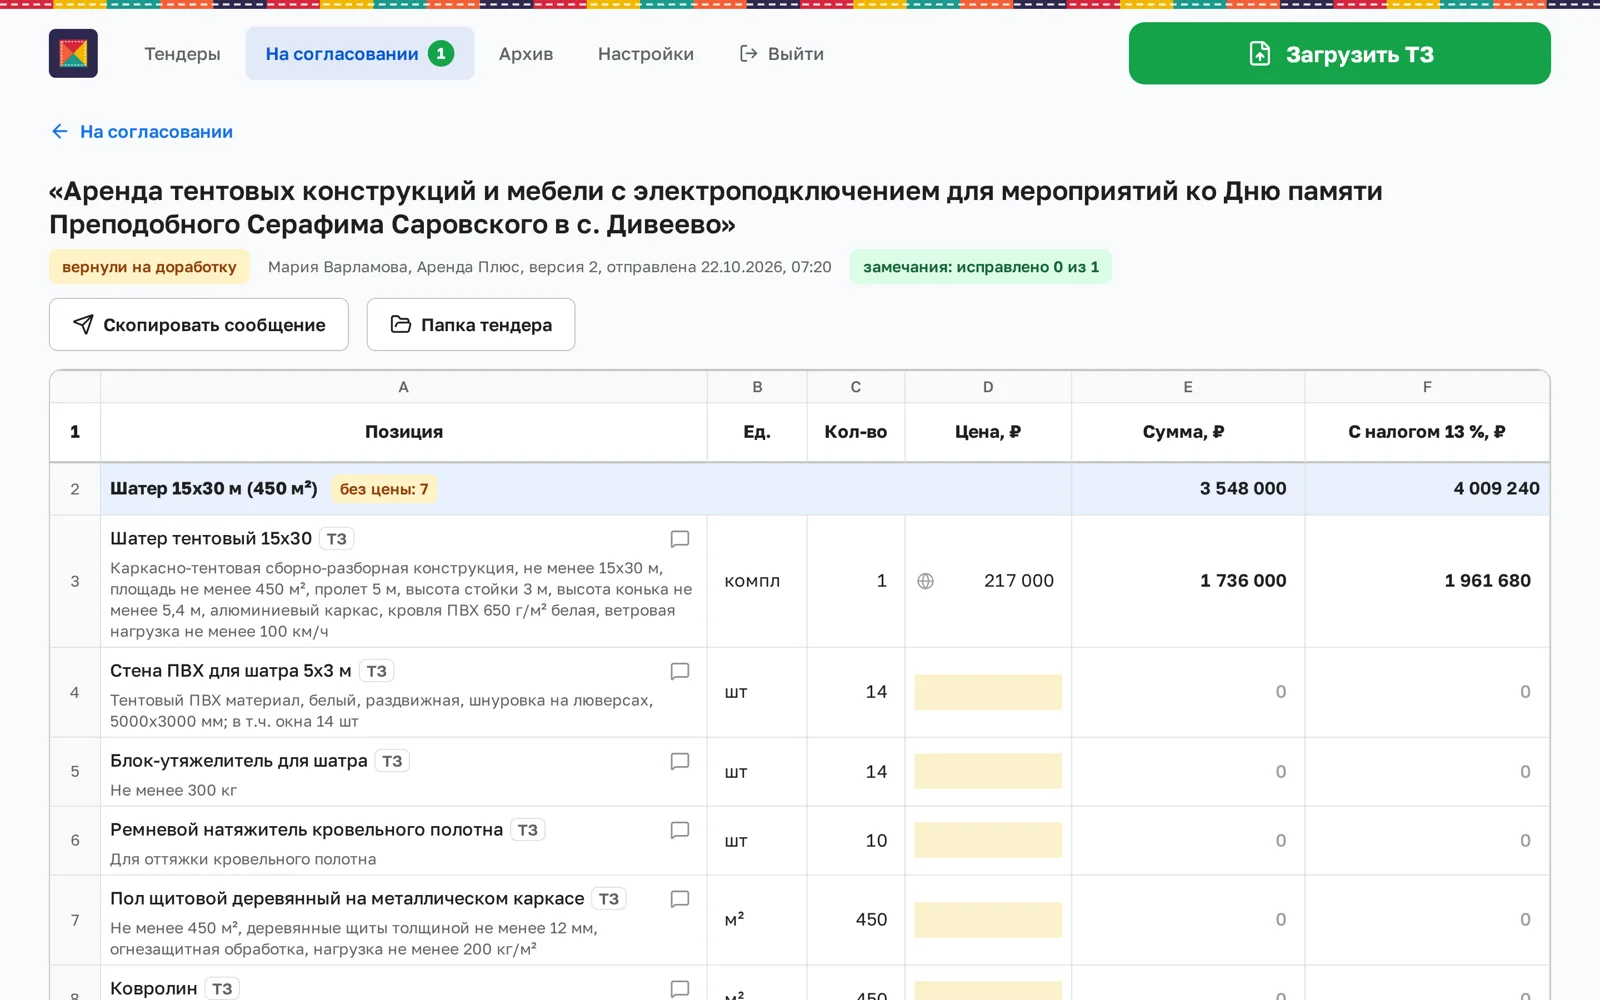 Тендеры
На согласовании 1
Архив
Настройки
Выйти
Загрузить ТЗ
На согласовании
«Аренда тентовых конструкций и мебели с электроподключением для мероприятий ко Дню памяти
Преподобного Серафима Саровского в с. Дивеево»
вернули на доработку
Мария Варламова, Аренда Плюс, версия 2, отправлена 22.10.2026, 07:20
замечания: исправлено 0 из 1
Скопировать сообщение
Папка тендера
A B C D E F
1 Позиция Ед. Кол-во Цена, ₽ Сумма, ₽ С налогом 13 %, ₽
2 Шатер 15x30 м (450 м²) без цены: 7 3 548 000 4 009 240
Шатер тентовый 15x30 ТЗ
Каркасно-тентовая сборно-разборная конструкция, не менее 15x30 м,
площадь не менее 450 м², пролет 5 м, высота стойки 3 м, высота конька не
менее 5,4 м, алюминиевый каркас, кровля ПВХ 650 г/м² белая, ветровая
нагрузка не менее 100 км/ч
3 компл 1 217 000 1 736 000 1 961 680
Стена ПВХ для шатра 5x3 м ТЗ
Тентовый ПВХ материал, белый, раздвижная, шнуровка на люверсах,
5000x3000 мм; в т.ч. окна 14 шт
4 шт 14 0 0
Блок-утяжелитель для шатра ТЗ
Не менее 300 кг
5 шт 14 0 0
Ремневой натяжитель кровельного полотна ТЗ
Для оттяжки кровельного полотна
6 шт 10 0 0
Пол щитовой деревянный на металлическом каркасе ТЗ
Не менее 450 м², деревянные щиты толщиной не менее 12 мм,
огнезащитная обработка, нагрузка не менее 200 кг/м²
7 м² 450 0 0
Ковролин ТЗ
8 м² 450 0 0